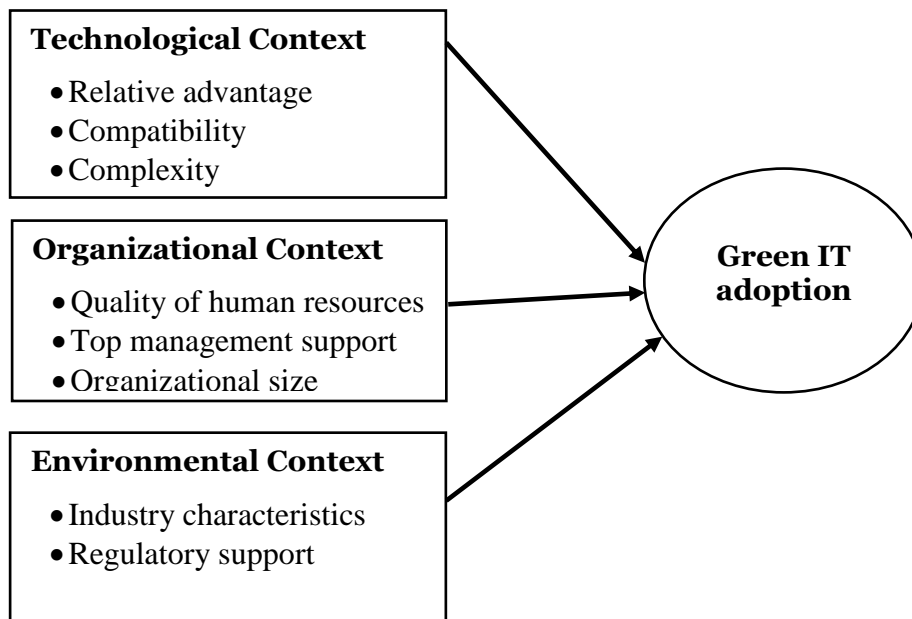 Technological Context
• Relative advantage
• Compatibility
• Complexity
Organizational Context
• Quality of human resources
• Top management support
• Organizational size
Environmental Context
• Industry characteristics
• Regulatory support
Green IT
adoption